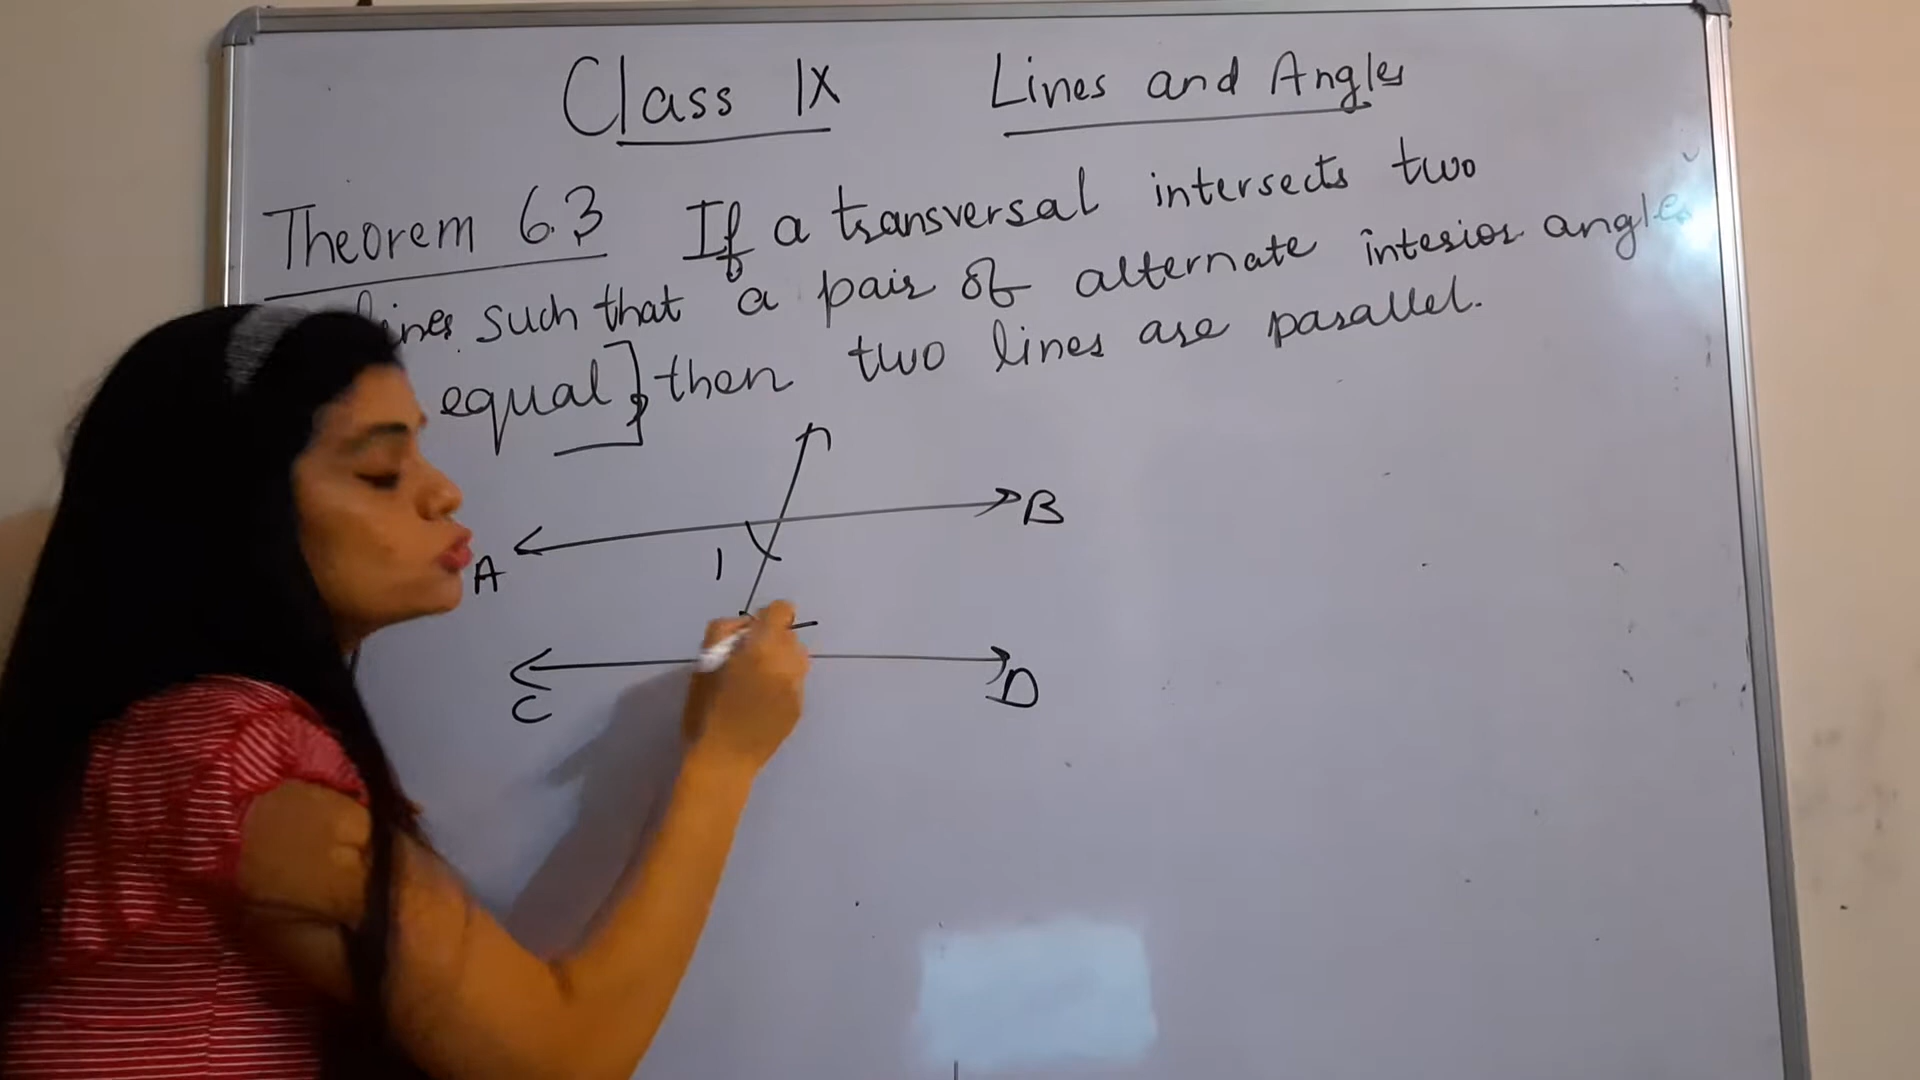 Class IX Lines and Angles
Theorem 6.3 If a transversal intersects two
lines such that a pair of alternate interior angles
equal], then two lines are parallel.
A B
1
C D